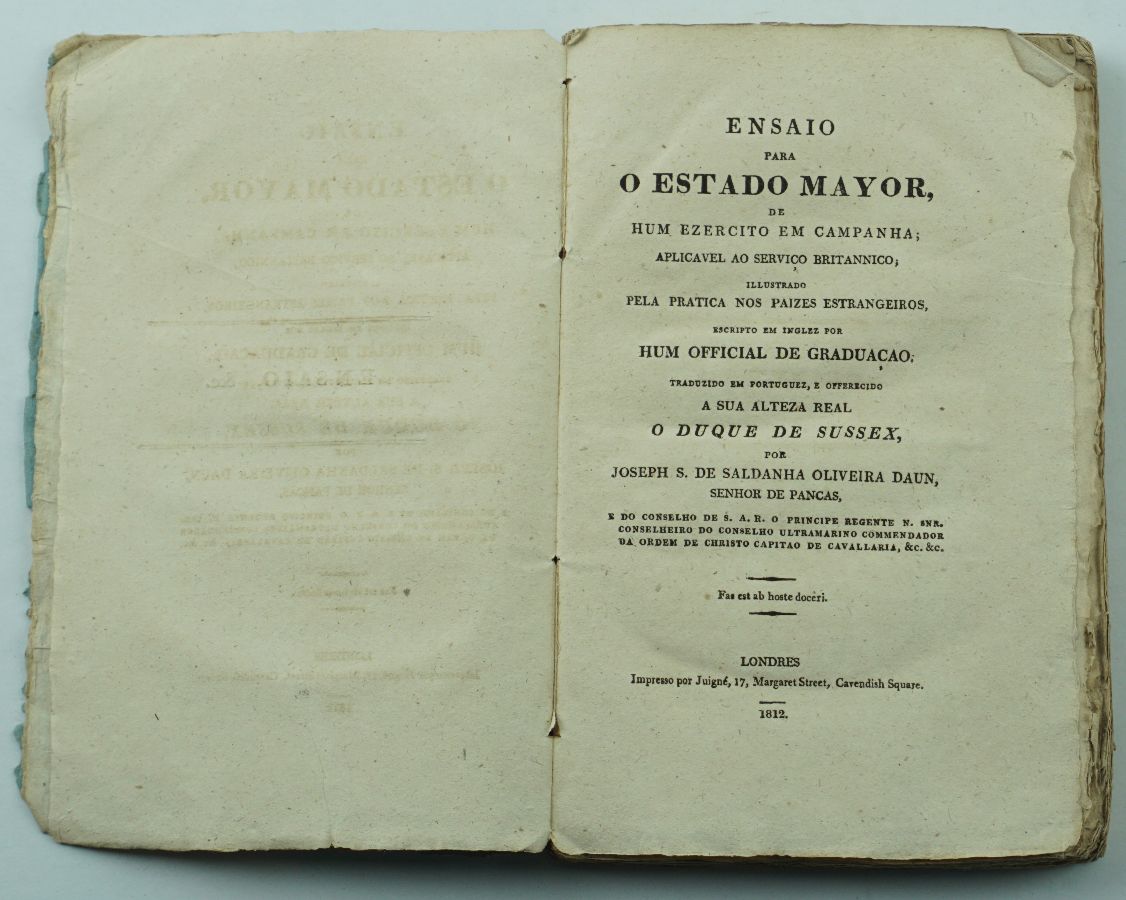 ENSAIO
PARA
O ESTADO MAYOR,
DE
HUM EZERCITO EM CAMPANHA;
APLICAVEL AO SERVIÇO BRITANNICO;
ILLUSTRADO
PELA PRATICA NOS PAIZES ESTRANGEIROS,
ESCRIPTO EM INGLEZ POR
HUM OFFICIAL DE GRADUAÇAO;
TRADUZIDO EM PORTUGUEZ, E OFFERECIDO
A SUA ALTEZA REAL
O DUQUE DE SUSSEX,
POR
JOSEPH S. DE SALDANHA OLIVEIRA DAUN,
SENHOR DE PANCAS,
E DO CONSELHO DE S. A. R. O PRINCIPE REGENTE N. SNR.
CONSELHEIRO DO CONSELHO ULTRAMARINO COMMENDADOR
DA ORDEM DE CHRISTO CAPITAO DE CAVALLARIA, &c. &c.
Fas est ab hoste docêri.
LONDRES
Impresso por Juigné, 17, Margaret Street, Cavendish Square.
1812.